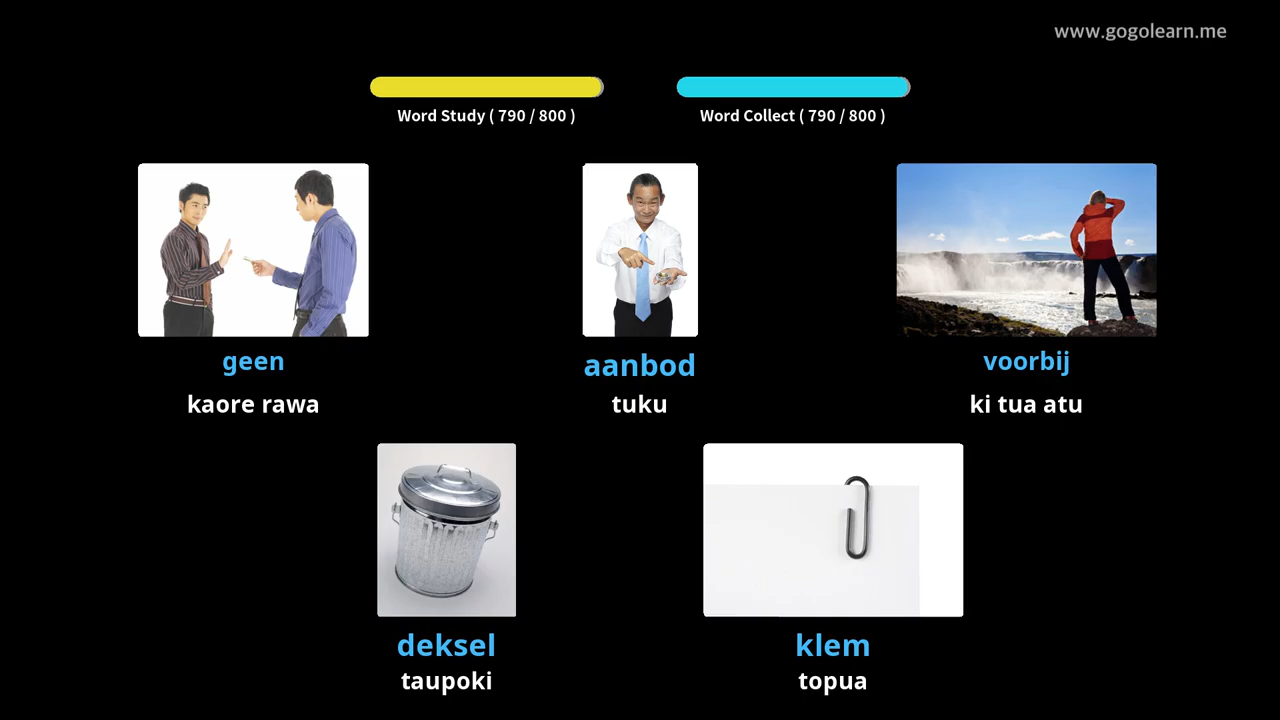 www.gogolearn.me
Word Study ( 790 / 800 )
Word Collect ( 790 / 800 )
geen
aanbod
voorbij
kaore rawa
tuku
ki tua atu
deksel
klem
taupoki
topua